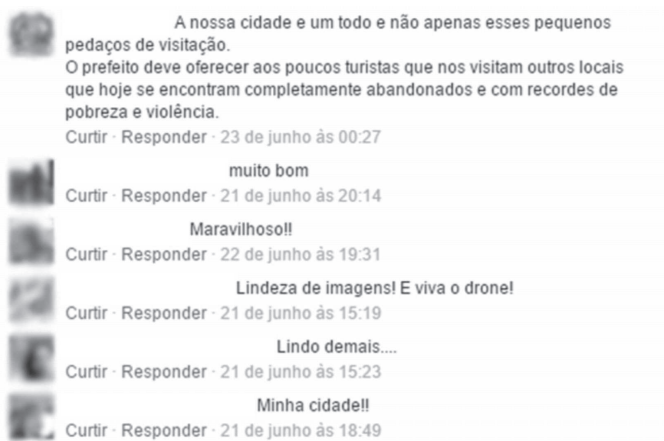 A nossa cidade e um todo e não apenas esses pequenos
pedaços de visitação.
O prefeito deve oferecer aos poucos turistas que nos visitam outros locais
que hoje se encontram completamente abandonados e com recordes de
pobreza e violência.
Curtir · Responder · 23 de junho às 00:27
muito bom
Curtir · Responder · 21 de junho às 20:14
Maravilhoso!!
Curtir · Responder · 22 de junho às 19:31
Lindeza de imagens! E viva o drone!
Curtir · Responder · 21 de junho às 15:19
Lindo demais....
Curtir · Responder · 21 de junho às 15:23
Minha cidade!!
Curtir · Responder · 21 de junho às 18:49